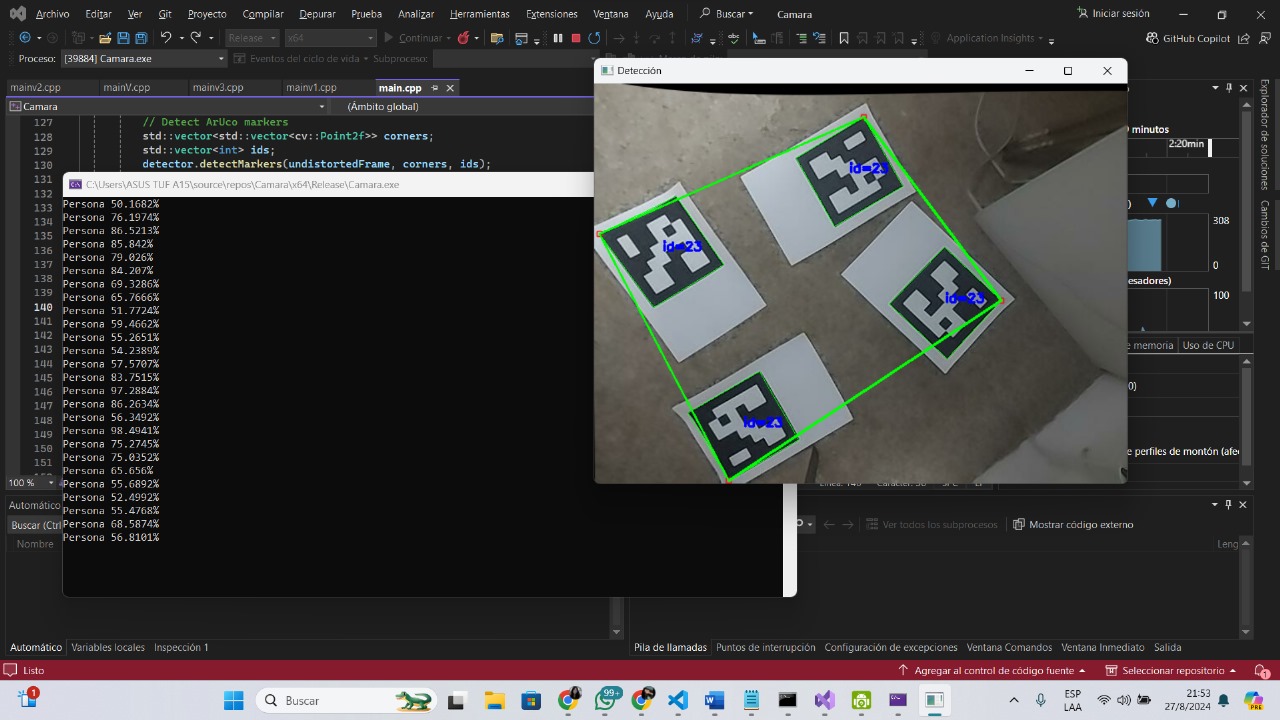 Archivo Editar Ver Git Proyecto Compilar Depurar Prueba Analizar Herramientas Extensiones Ventana Ayuda Buscar Camara Iniciar sesión
Release x64 Continuar Application Insights GitHub Copilot
Proceso: [39884] Camara.exe Eventos del ciclo de vida Subproceso:
mainv2.cpp mainV.cpp mainv3.cpp mainv1.cpp main.cpp
Camara (Ámbito global)
127 // Detect ArUco markers
128 std::vector<std::vector<cv::Point2f>> corners;
129 std::vector<int> ids;
130 detector.detectMarkers(undistortedFrame, corners, ids);
131
132
133
134
135
136
137
138
139
140
141
142
143
144
145
146
147
148
149
150
151
100 %
C:\Users\ASUS TUF A15\source\repos\Camara\x64\Release\Camara.exe
Persona 50.1682%
Persona 76.1974%
Persona 86.5213%
Persona 85.842%
Persona 79.026%
Persona 84.207%
Persona 69.3286%
Persona 65.7666%
Persona 51.7724%
Persona 59.4662%
Persona 55.2651%
Persona 54.2389%
Persona 57.5707%
Persona 83.7515%
Persona 97.2884%
Persona 86.2634%
Persona 56.3492%
Persona 98.4941%
Persona 75.2745%
Persona 75.0352%
Persona 65.656%
Persona 55.6892%
Persona 52.4992%
Persona 55.4768%
Persona 68.5874%
Persona 56.3101%
Detección
id=23
id=23
id=23
id=23
0 minutos
2:20min
308
0
esadores)
100
0
e memoria Uso de CPU
0)
e perfiles de montón (afec
Explorador de soluciones
Cambios de GIT
Automático
Buscar (Ctrl
Nombre
Ver todos los subprocesos Mostrar código externo
Leng
Automático Variables locales Inspección 1
Pila de llamadas Puntos de interrupción Configuración de excepciones Ventana Comandos Ventana Inmediato Salida
Listo Agregar al control de código fuente Seleccionar repositorio 1
1 Buscar 99+ ESP LAA 21:53 27/8/2024 PRE